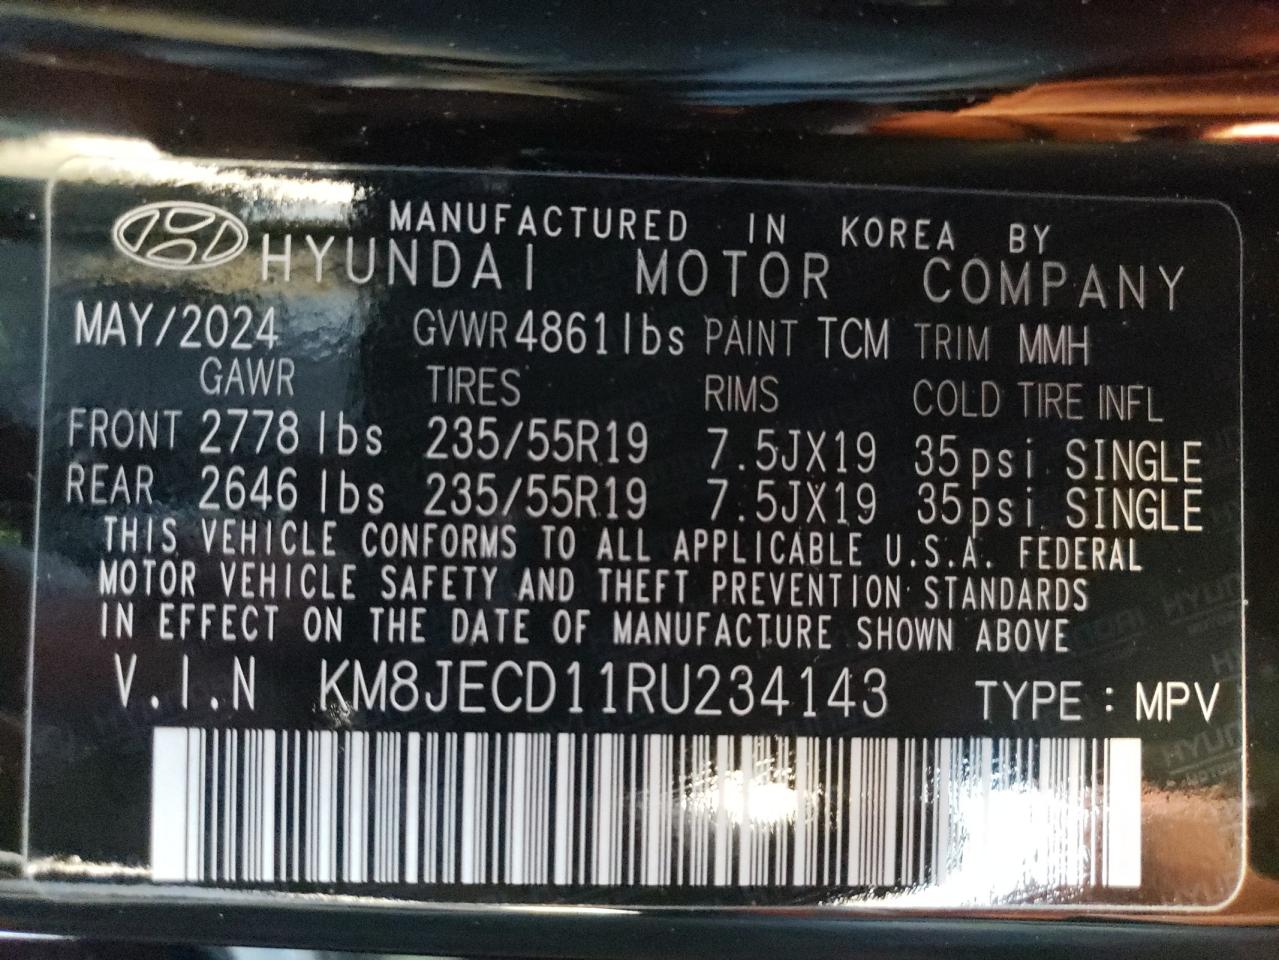 MANUFACTURED IN KOREA BY
HYUNDAI MOTOR COMPANY
MAY/2024 GVWR 4861lbs PAINT TCM TRIM MMH
GAWR TIRES RIMS COLD TIRE INFL
FRONT 2778 lbs 235/55R19 7.5JX19 35psi SINGLE
REAR 2646 lbs 235/55R19 7.5JX19 35psi SINGLE
THIS VEHICLE CONFORMS TO ALL APPLICABLE U.S.A. FEDERAL
MOTOR VEHICLE SAFETY AND THEFT PREVENTION STANDARDS
IN EFFECT ON THE DATE OF MANUFACTURE SHOWN ABOVE
V.I.N KM8JECD11RU234143 TYPE : MPV